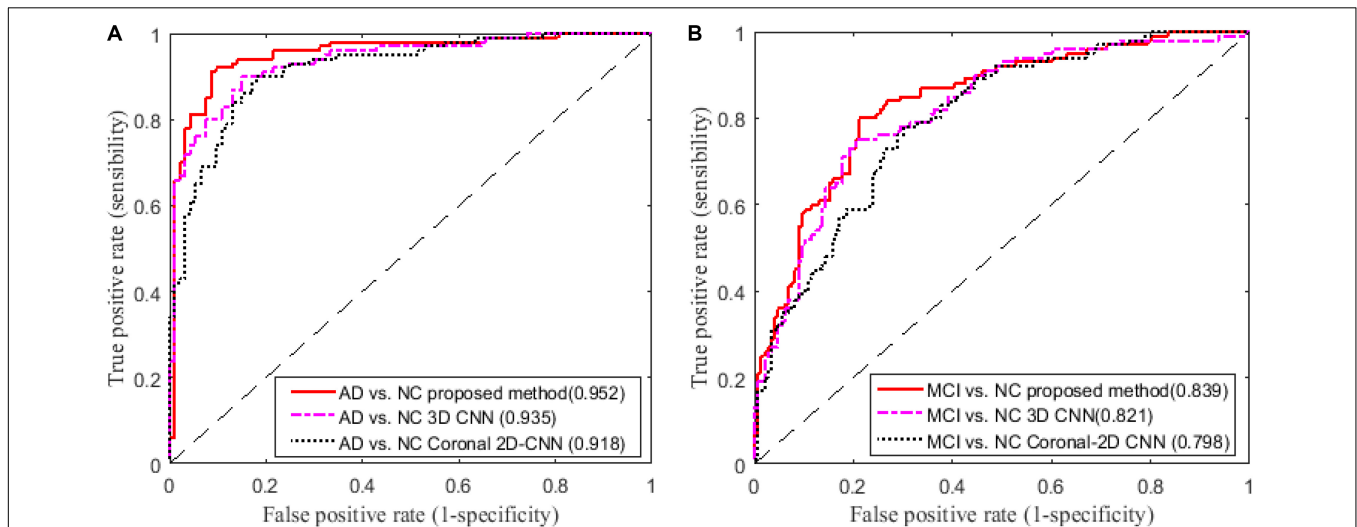 A
True positive rate (sensibility)
1
0.8
0.6
0.4
0.2
0
AD vs. NC proposed method(0.952)
AD vs. NC 3D CNN (0.935)
AD vs. NC Coronal 2D-CNN (0.918)
0
0.2
0.4
0.6
0.8
1
False positive rate (1-specificity)
B
True positive rate (sensibility)
1
0.8
0.6
0.4
0.2
0
MCI vs. NC proposed method(0.839)
MCI vs. NC 3D CNN(0.821)
MCI vs. NC Coronal-2D CNN (0.798)
0
0.2
0.4
0.6
0.8
1
False positive rate (1-specificity)